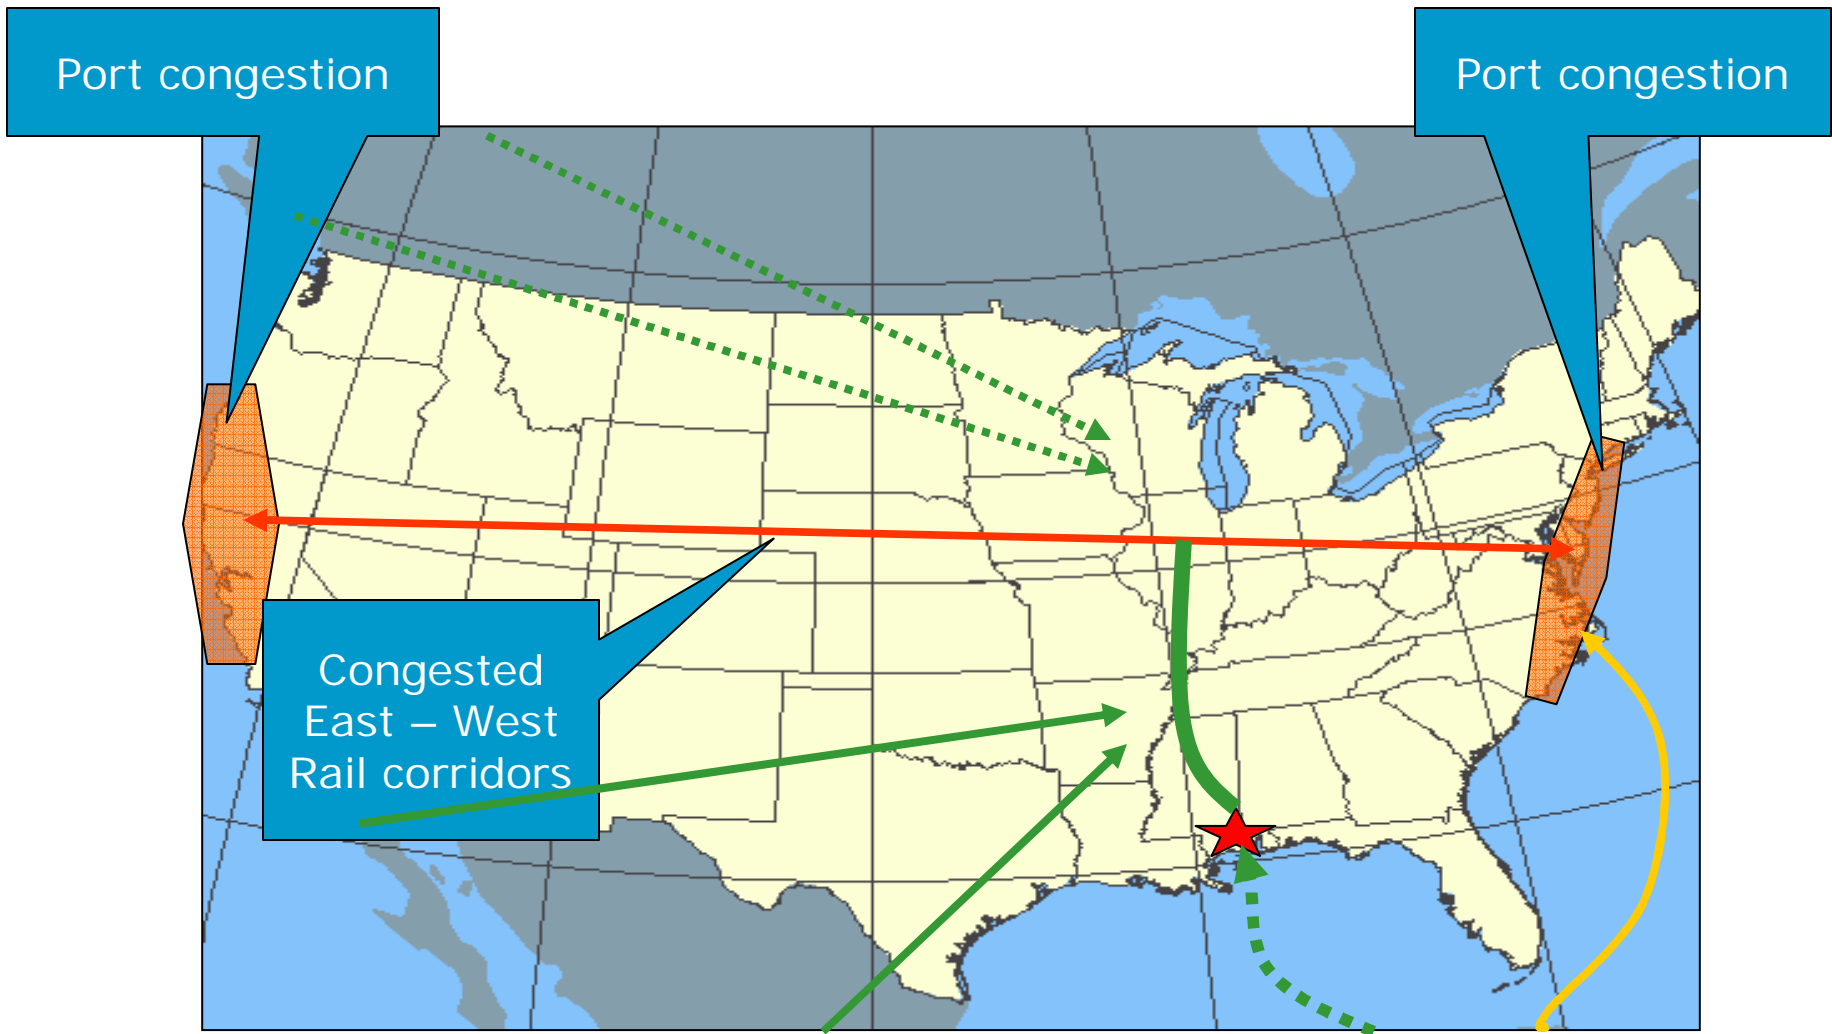 Port congestion
Port congestion
Congested
East – West
Rail corridors